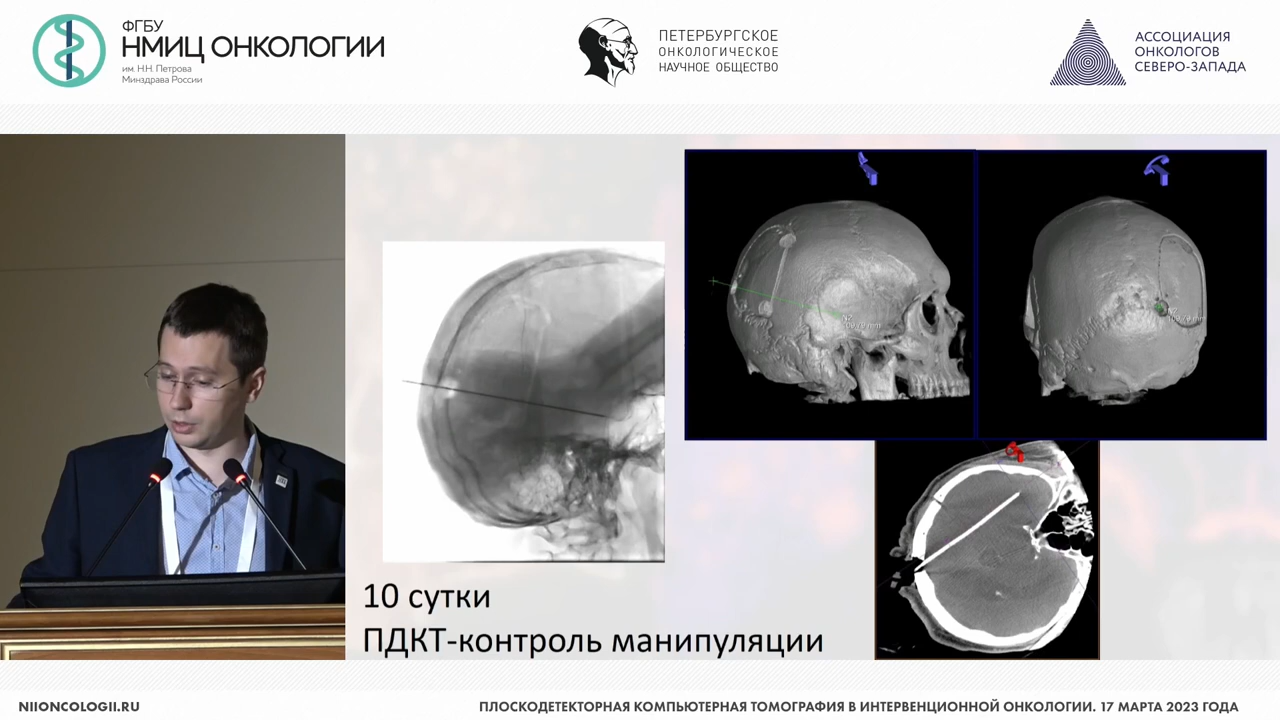 ФГБУ
НМИЦ ОНКОЛОГИИ
им. Н.Н. Петрова
Минздрава России
ПЕТЕРБУРГСКОЕ
ОНКОЛОГИЧЕСКОЕ
НАУЧНОЕ ОБЩЕСТВО
АССОЦИАЦИЯ
ОНКОЛОГОВ
СЕВЕРО-ЗАПАДА
10 сутки
ПДКТ-контроль манипуляции
NIIONCOLOGII.RU
ПЛОСКОДЕТЕКТОРНАЯ КОМПЬЮТЕРНАЯ ТОМОГРАФИЯ В ИНТЕРВЕНЦИОННОЙ ОНКОЛОГИИ. 17 МАРТА 2023 ГОДА